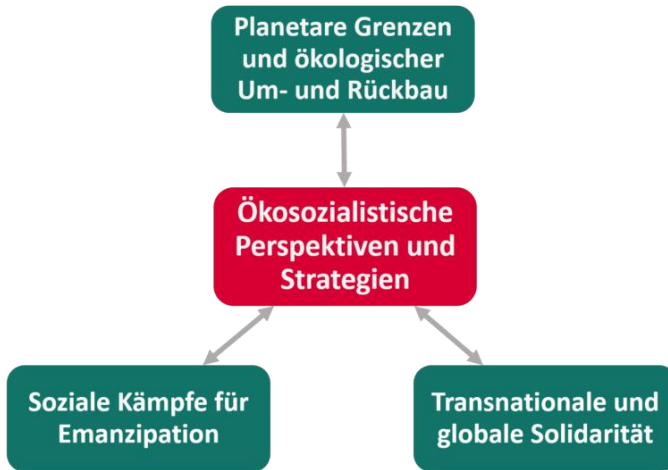 Planetare Grenzen
und ökologischer
Um- und Rückbau
Ökosozialistische
Perspektiven und
Strategien
Soziale Kämpfe für
Emanzipation
Transnationale und
globale Solidarität